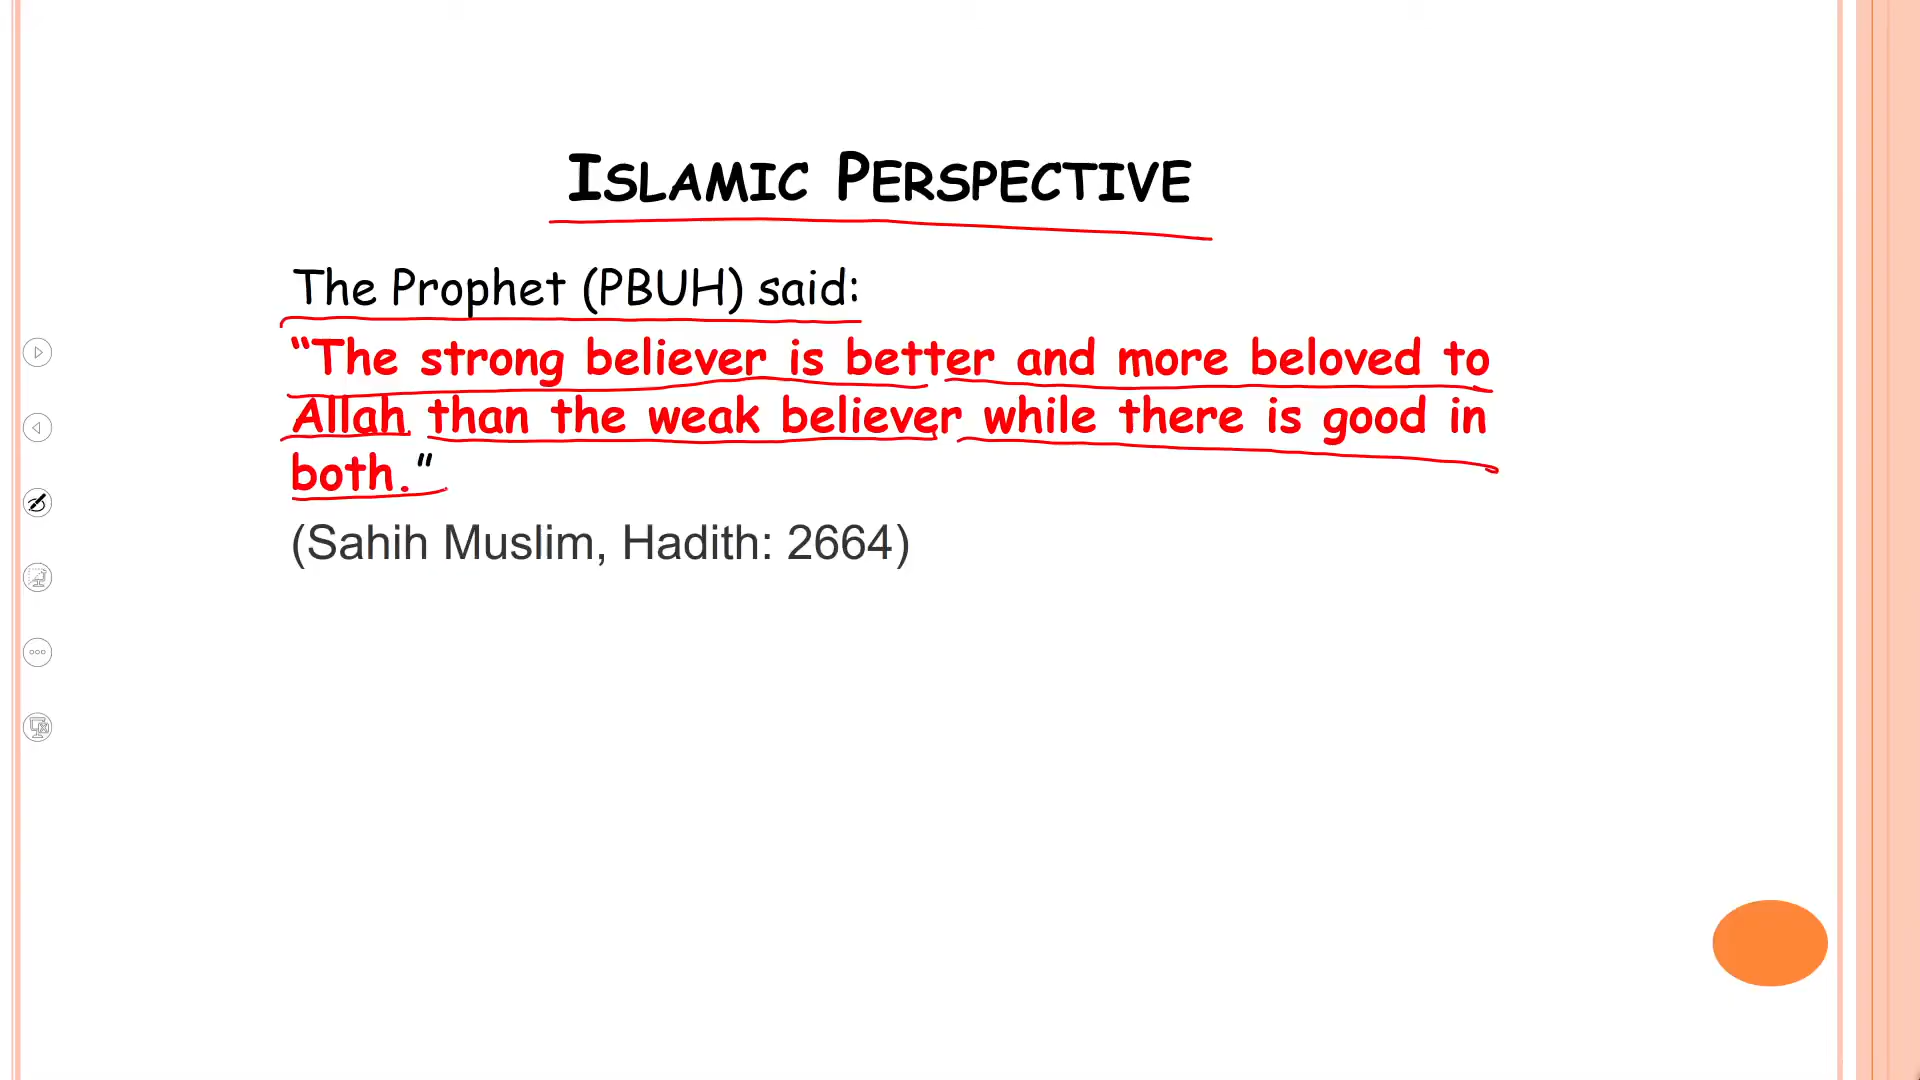 ISLAMIC PERSPECTIVE
The Prophet (PBUH) said:
“The strong believer is better and more beloved to
Allah than the weak believer while there is good in
both.”
(Sahih Muslim, Hadith: 2664)